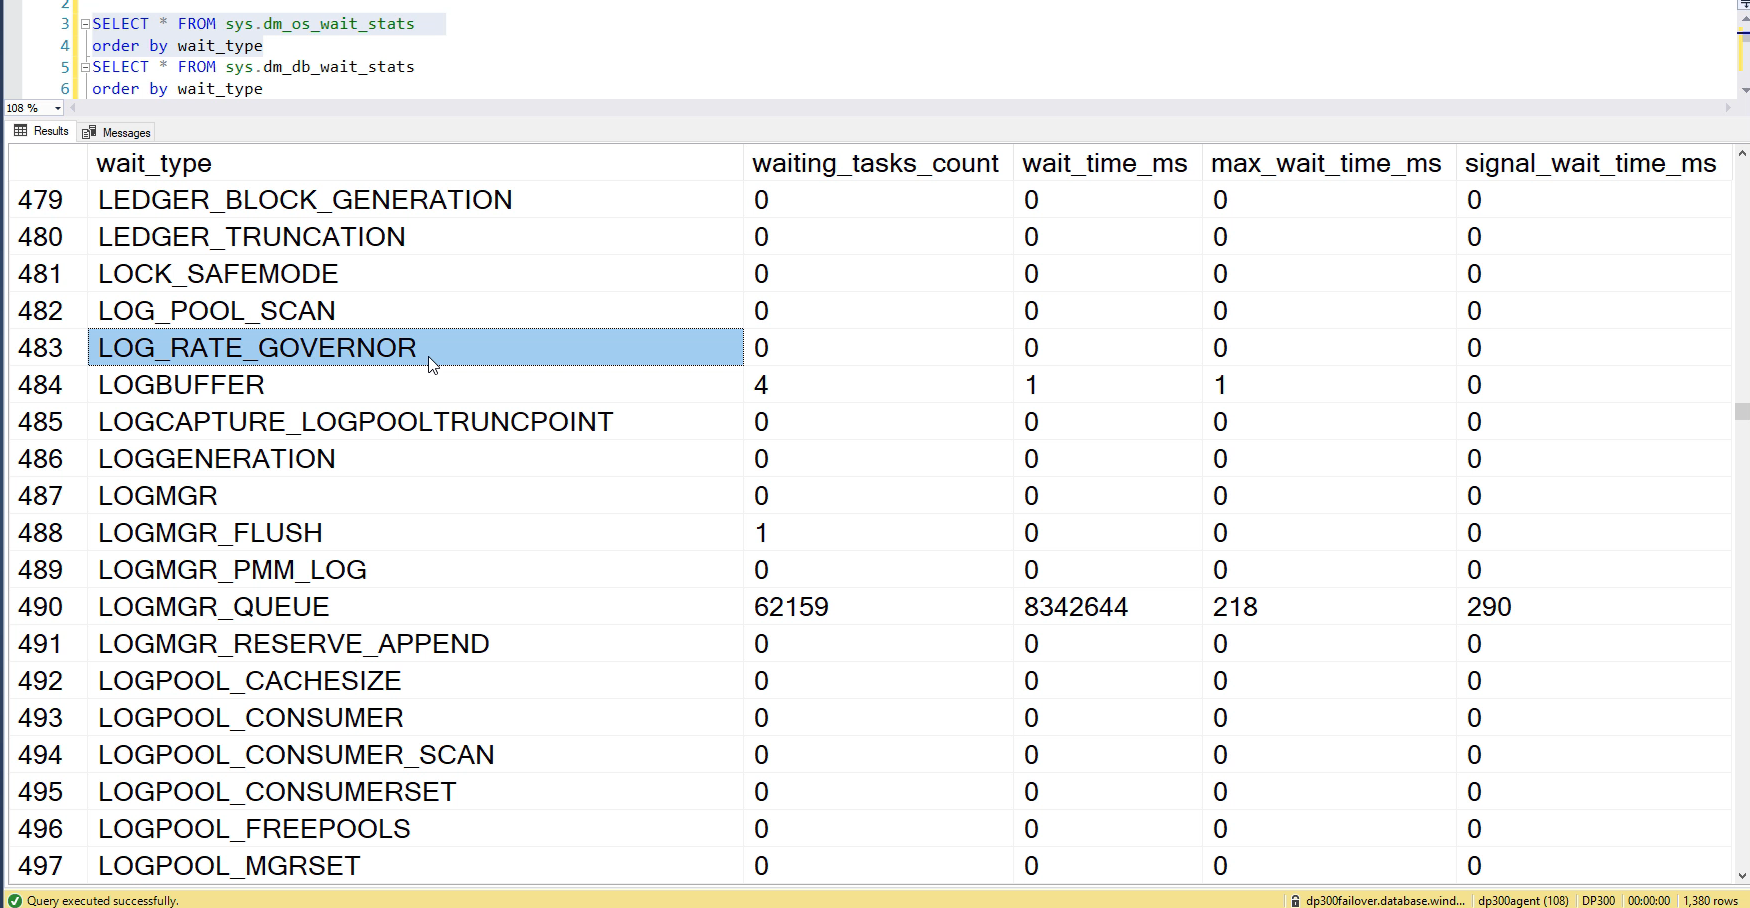 2
3 SELECT * FROM sys.dm_os_wait_stats
4 order by wait_type
5 SELECT * FROM sys.dm_db_wait_stats
6 order by wait_type
108 %
Results Messages
wait_type waiting_tasks_count wait_time_ms max_wait_time_ms signal_wait_time_ms
479 LEDGER_BLOCK_GENERATION 0 0 0 0
480 LEDGER_TRUNCATION 0 0 0 0
481 LOCK_SAFEMODE 0 0 0 0
482 LOG_POOL_SCAN 0 0 0 0
483 LOG_RATE_GOVERNOR 0 0 0 0
484 LOGBUFFER 4 1 1 0
485 LOGCAPTURE_LOGPOOLTRUNCPOINT 0 0 0 0
486 LOGGENERATION 0 0 0 0
487 LOGMGR 0 0 0 0
488 LOGMGR_FLUSH 1 0 0 0
489 LOGMGR_PMM_LOG 0 0 0 0
490 LOGMGR_QUEUE 62159 8342644 218 290
491 LOGMGR_RESERVE_APPEND 0 0 0 0
492 LOGPOOL_CACHESIZE 0 0 0 0
493 LOGPOOL_CONSUMER 0 0 0 0
494 LOGPOOL_CONSUMER_SCAN 0 0 0 0
495 LOGPOOL_CONSUMERSET 0 0 0 0
496 LOGPOOL_FREEPOOLS 0 0 0 0
497 LOGPOOL_MGRSET 0 0 0 0
Query executed successfully. dp300failover.database.wind... dp300agent (108) DP300 00:00:00 1,380 rows